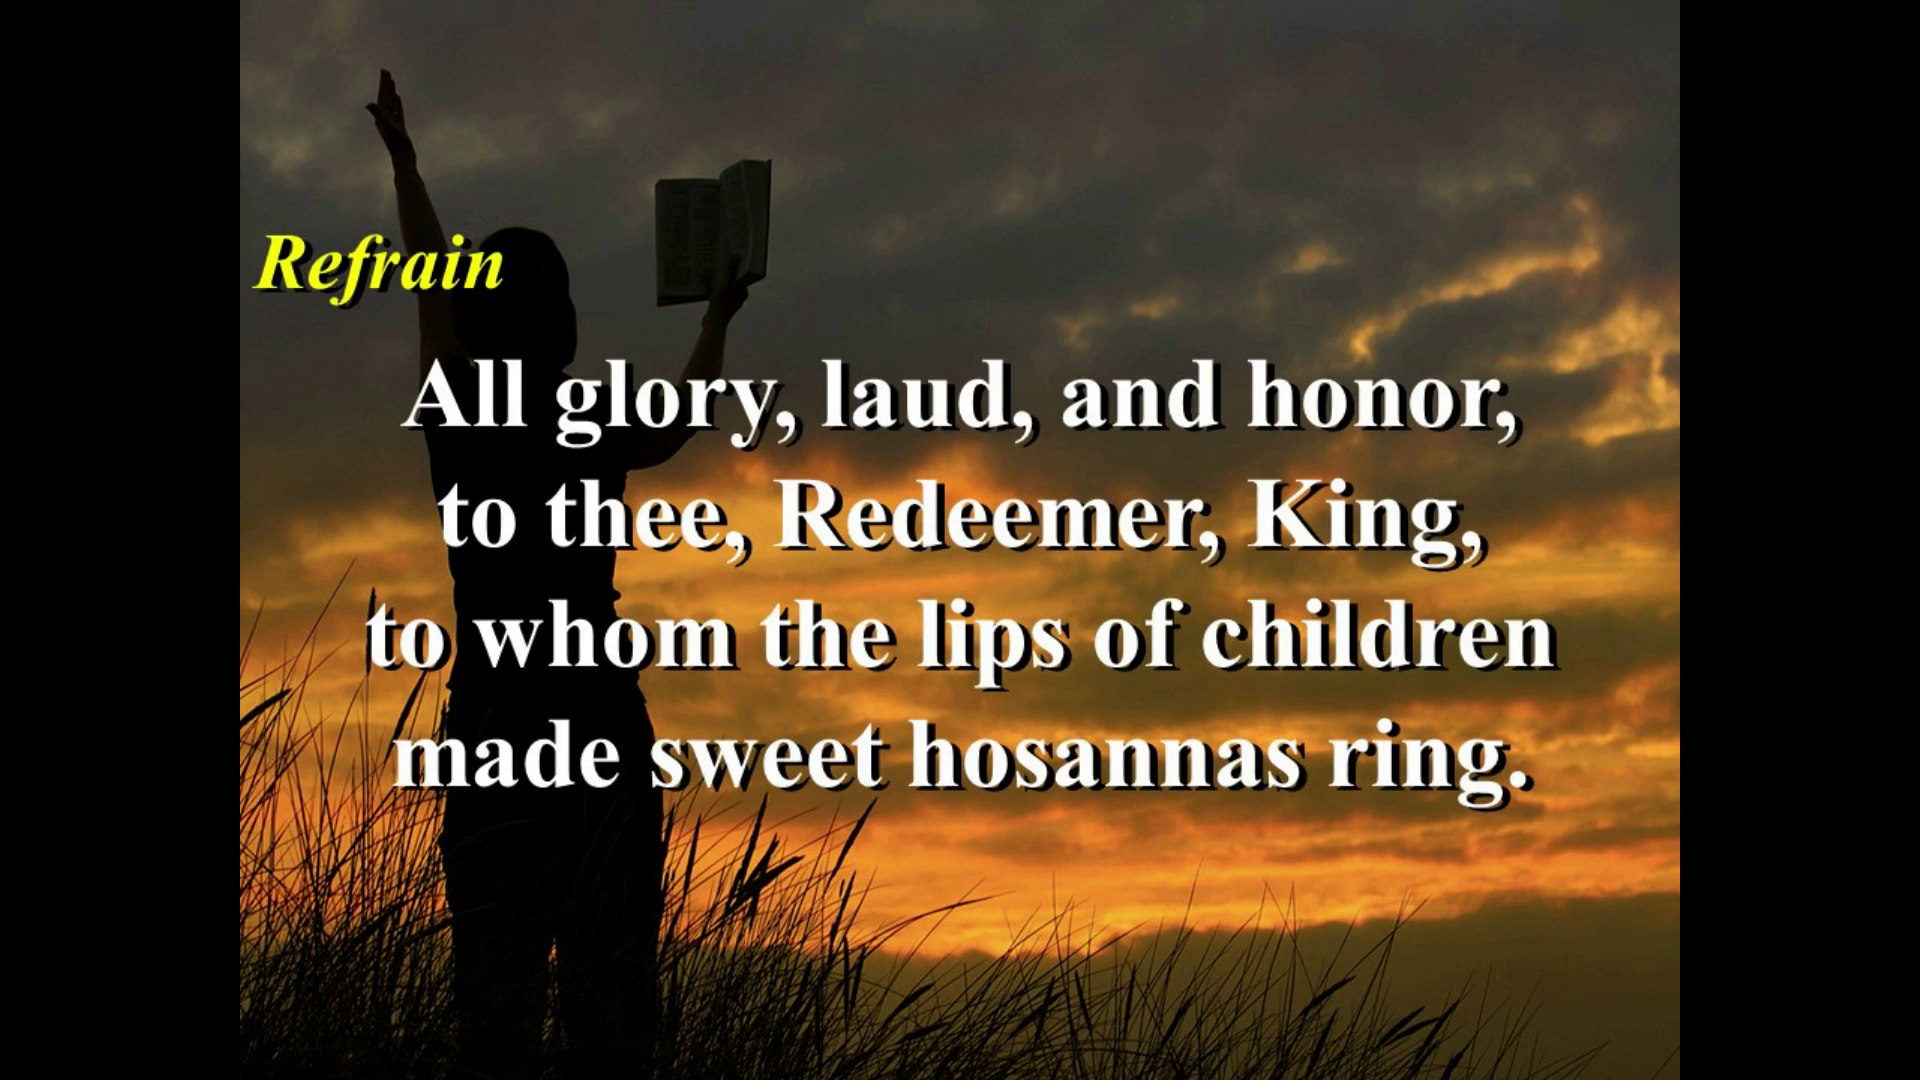 Refrain
All glory, laud, and honor,
to thee, Redeemer, King,
to whom the lips of children
made sweet hosannas ring.